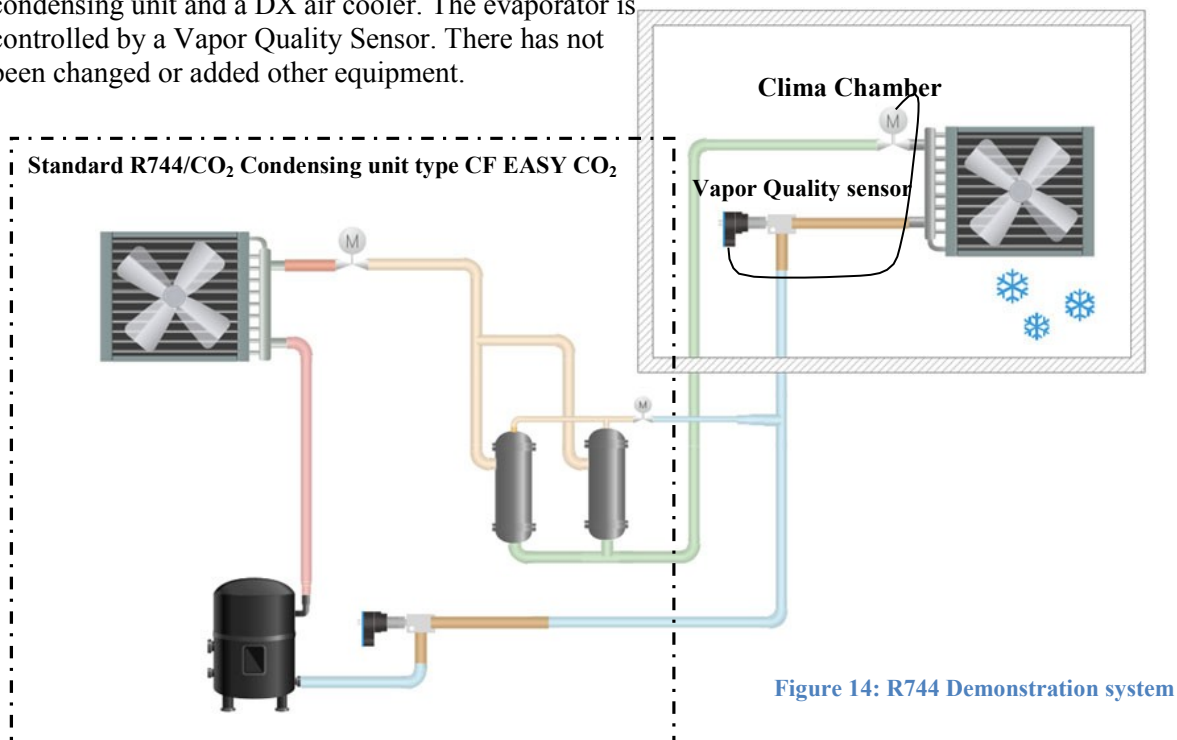 condensing unit and a DX air cooler. The evaporator is
controlled by a Vapor Quality Sensor. There has not
been changed or added other equipment.
Clima Chamber
M
Standard R744/CO₂ Condensing unit type CF EASY CO₂
Vapor Quality sensor
M
M
Figure 14: R744 Demonstration system